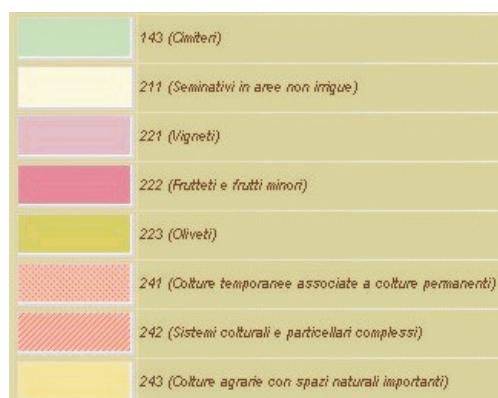 143 (Cimiteri)
211 (Seminativi in aree non irrigue)
221 (Vigneti)
222 (Frutteti e frutti minori)
223 (Oliveti)
241 (Colture temporanee associate a colture permanenti)
242 (Sistemi colturali e particellari complessi)
243 (Colture agrarie con spazi naturali importanti)